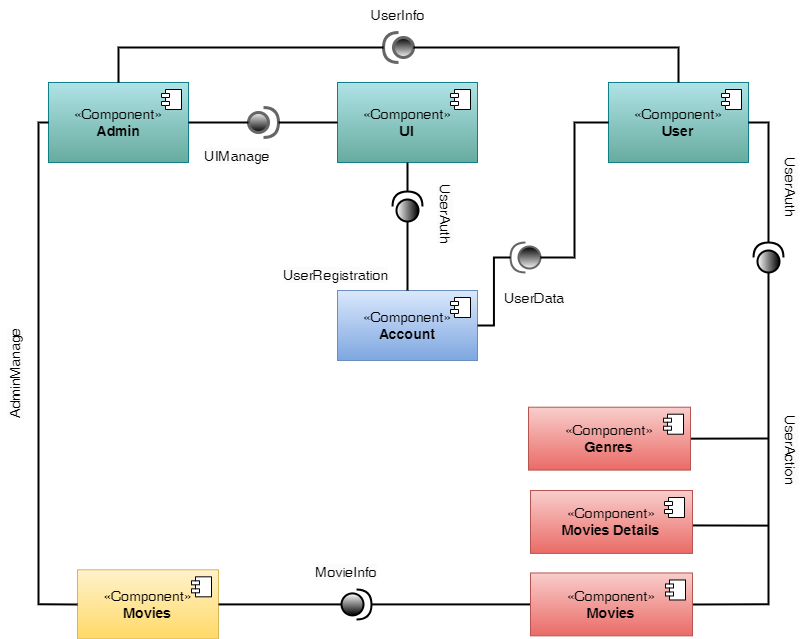 UserInfo
«Component»
Admin
«Component»
UI
«Component»
User
UIManage
UserAuth
UserAuth
UserRegistration
UserData
«Component»
Account
AdminManage
«Component»
Genres
UserAction
«Component»
Movies Details
MovieInfo
«Component»
Movies
«Component»
Movies